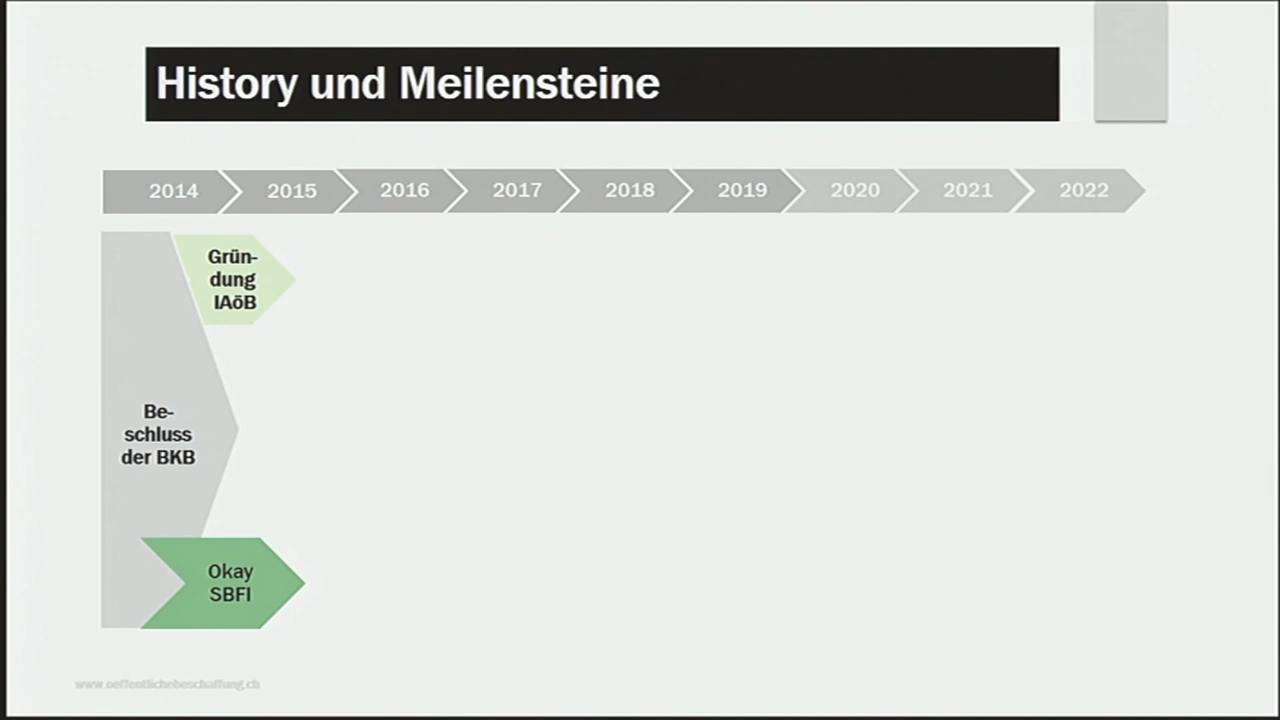 History und Meilensteine
2014 2015 2016 2017 2018 2019 2020 2021 2022
Grün-
dung
IAöB
Be-
schluss
der BKB
Okay
SBFI
www.oeffentlichebeschaffung.ch